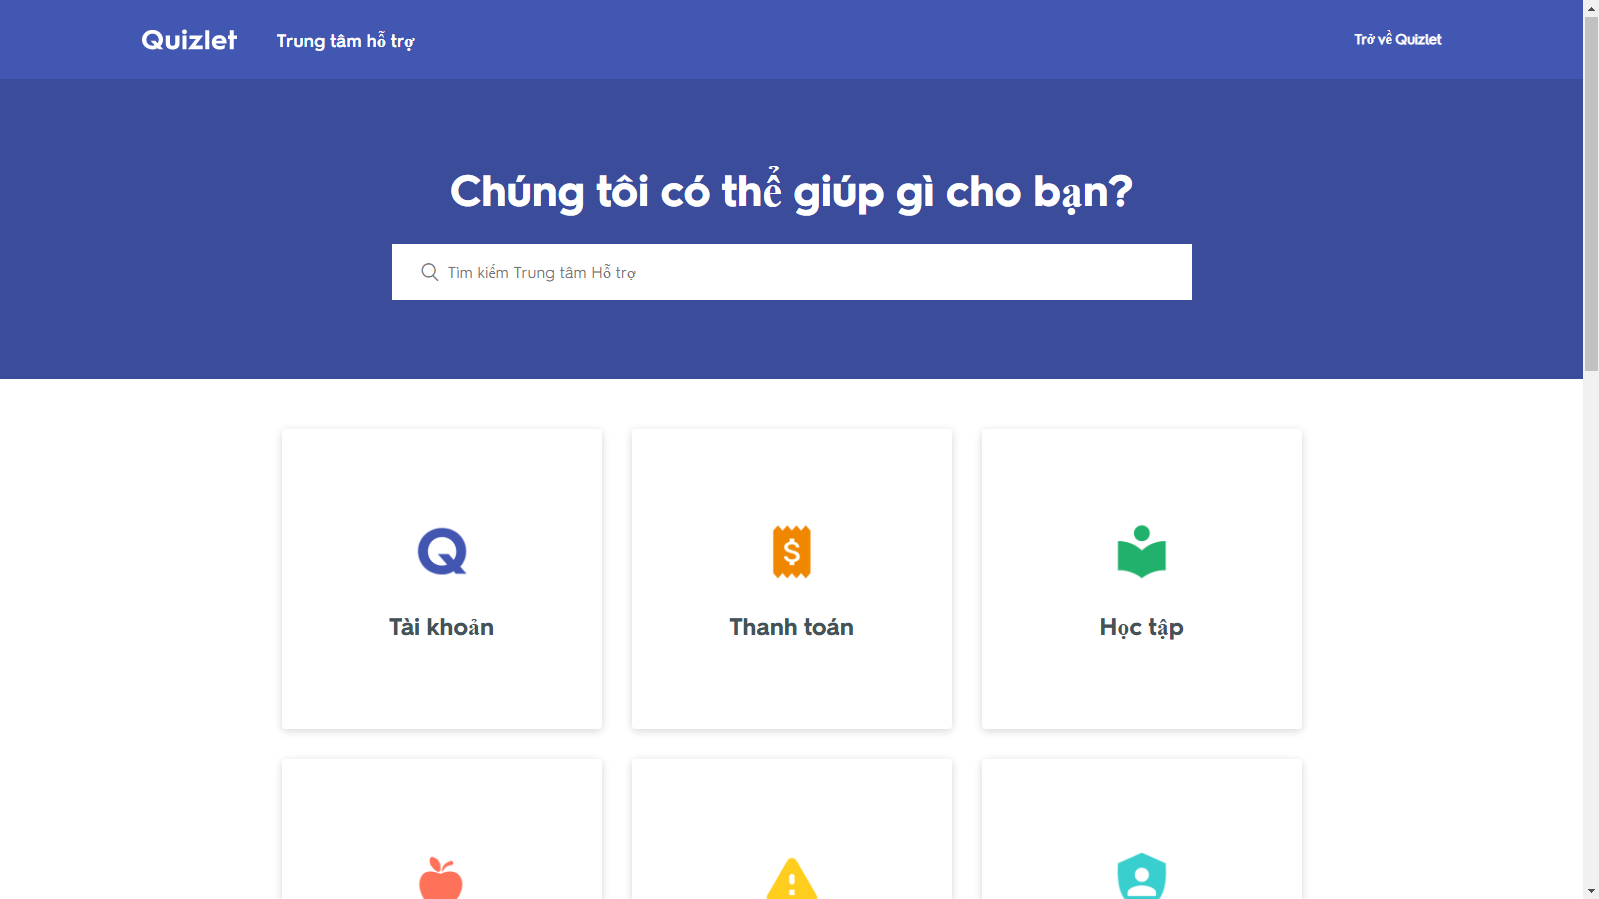 Quizlet
Trung tâm hỗ trợ
Trở về Quizlet
Chúng tôi có thể giúp gì cho bạn?
Tìm kiếm Trung tâm Hỗ trợ
Tài khoản
Thanh toán
Học tập